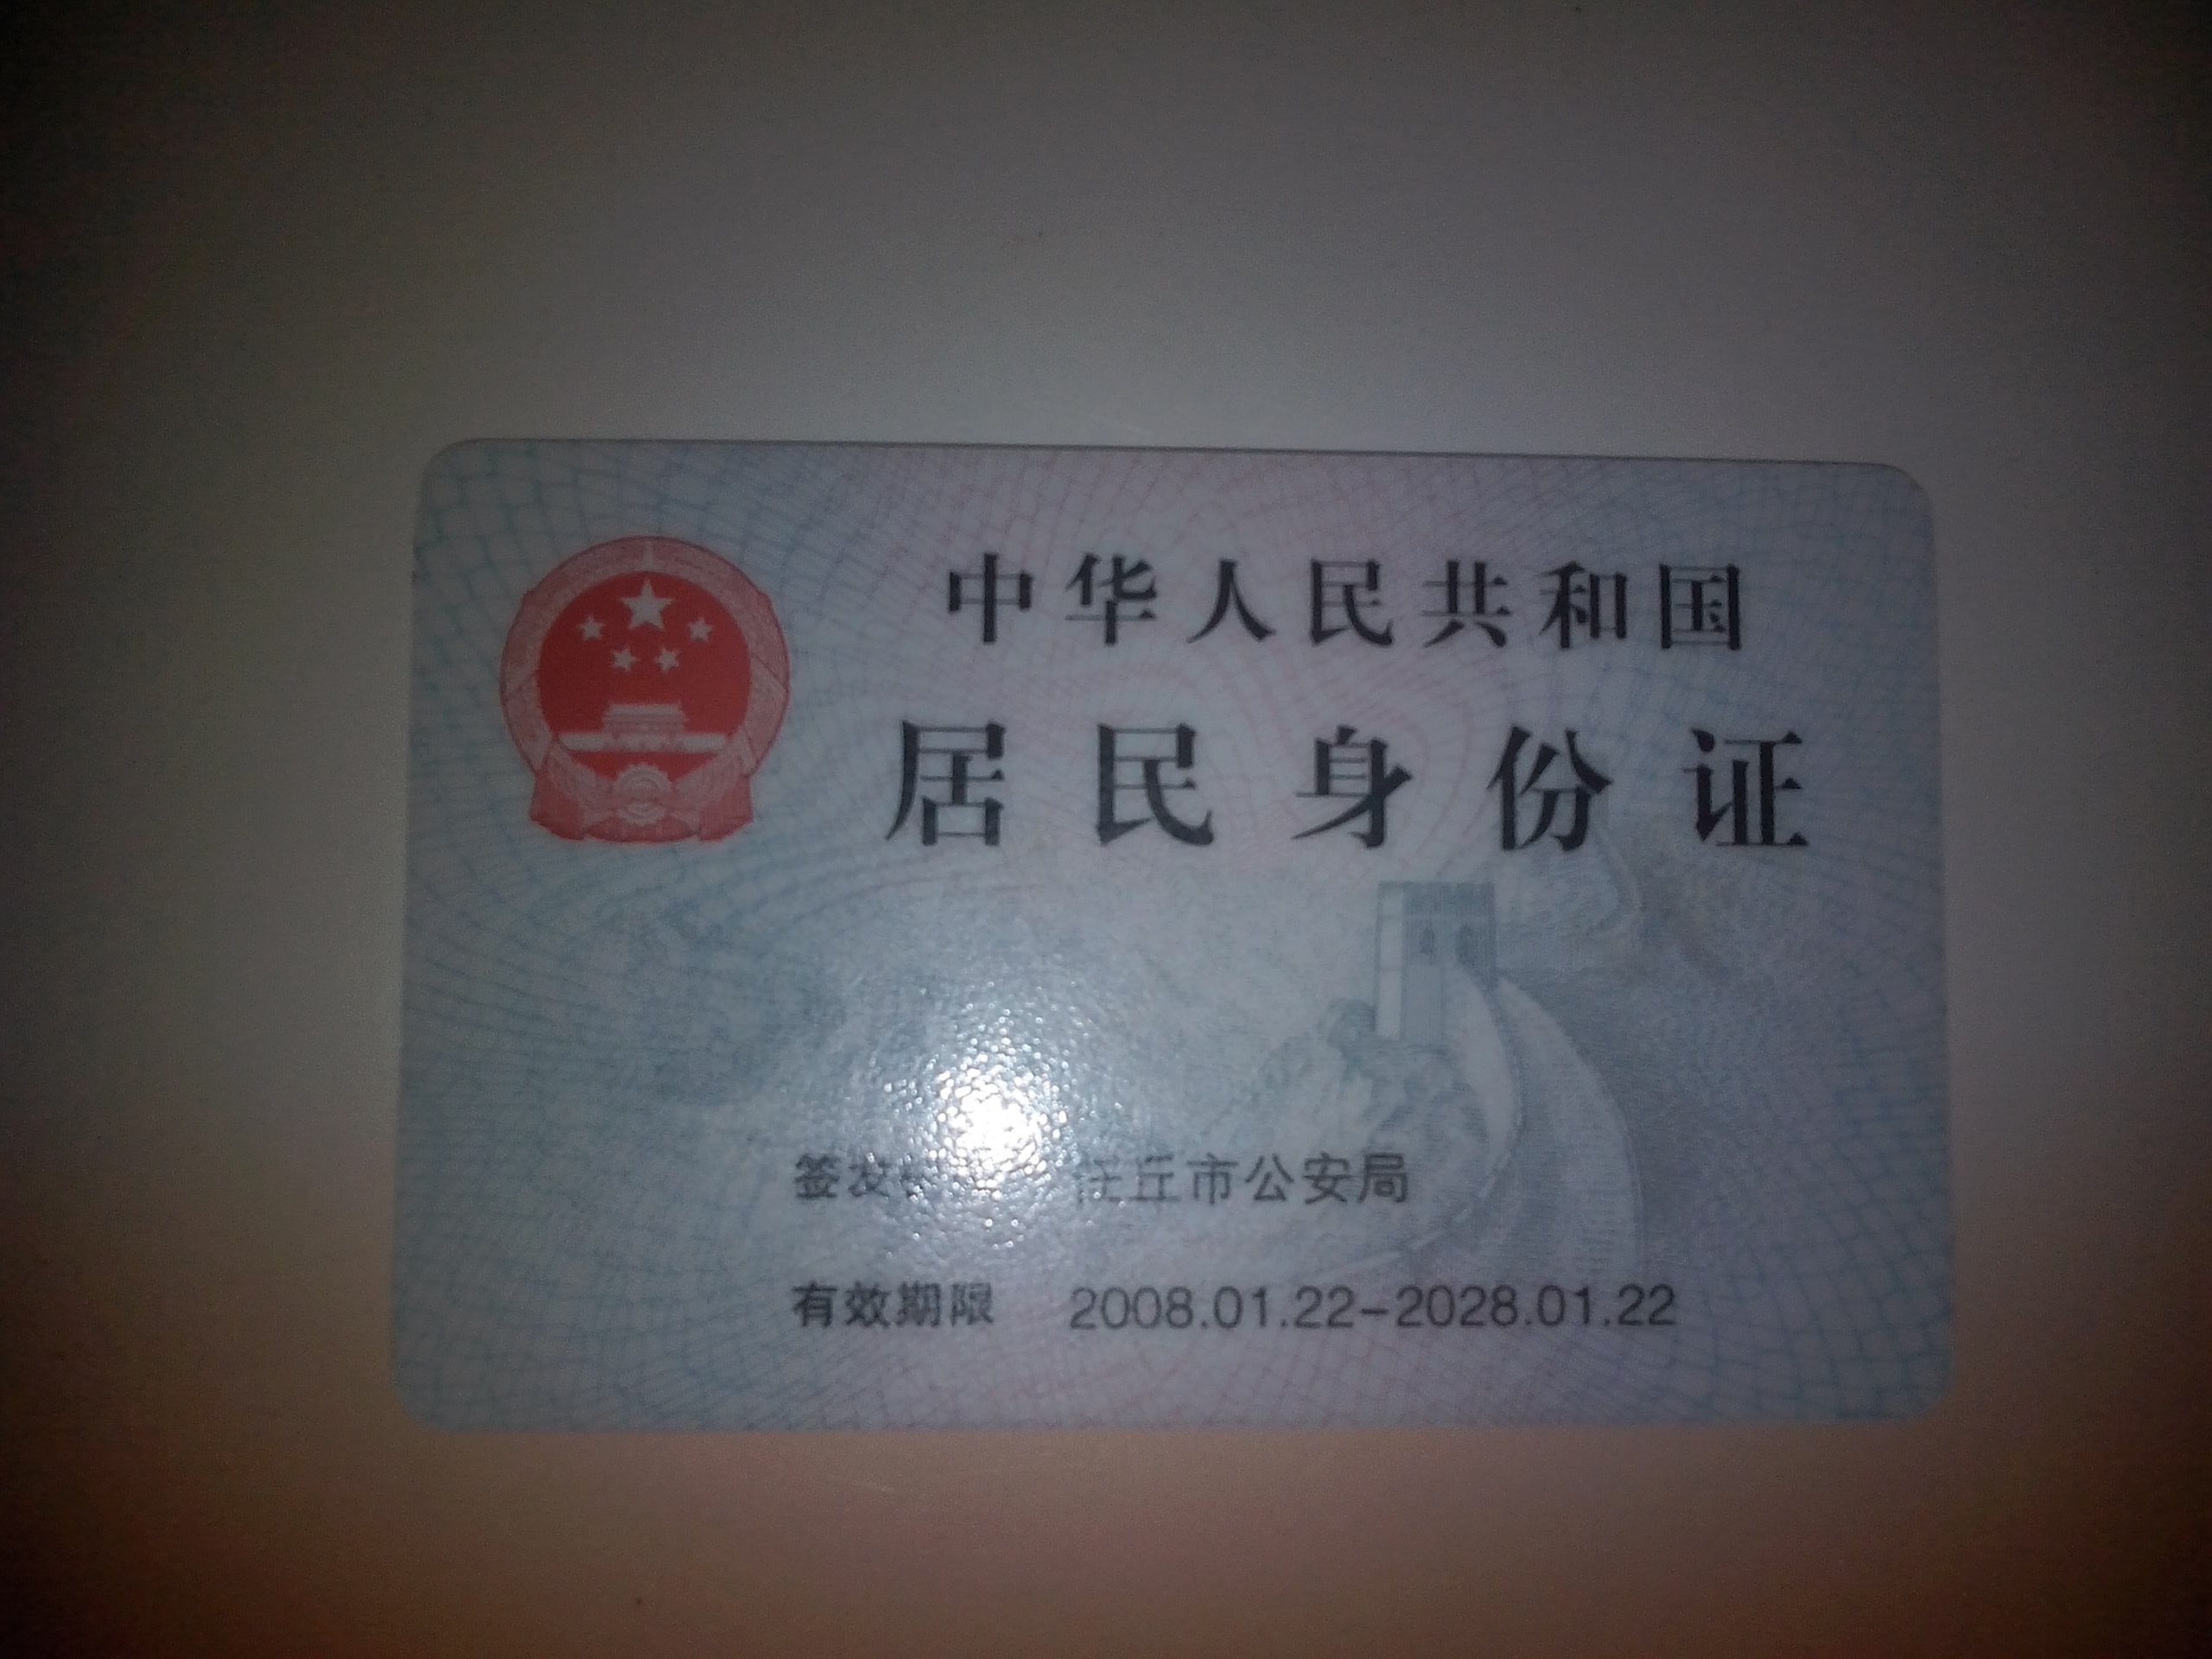 中华人民共和国
居民身份证
签发 任丘市公安局
有效期限 2008.01.22-2028.01.22